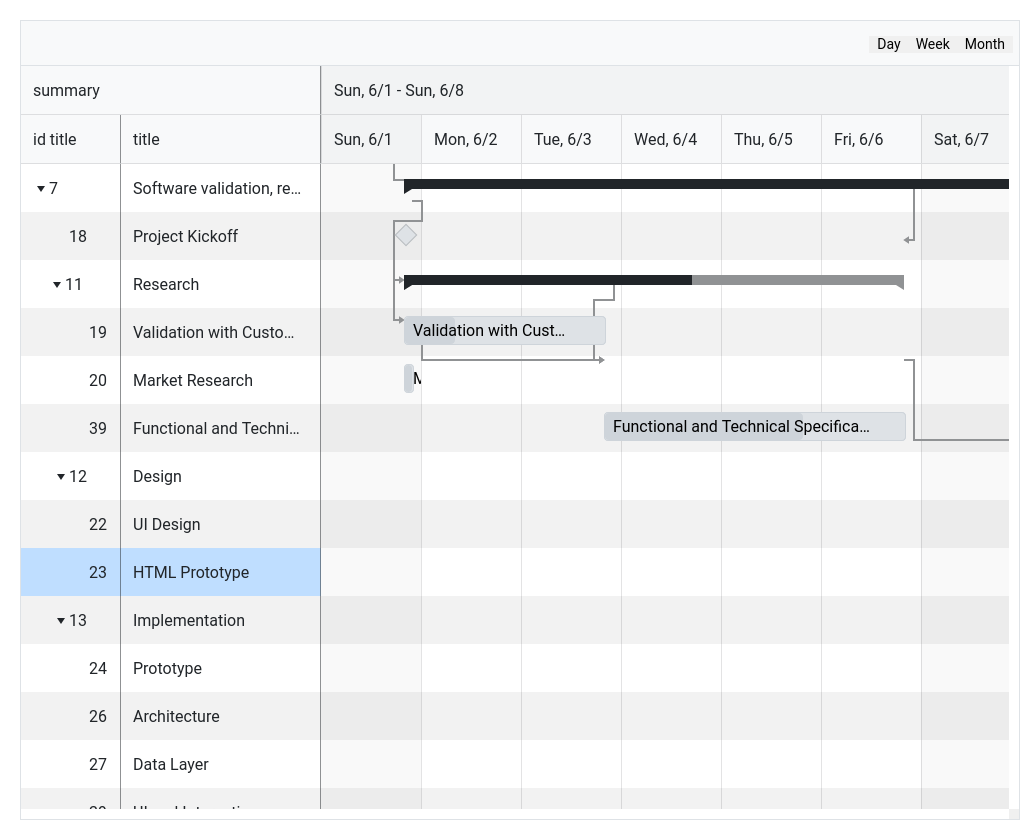 Day Week Month
summary Sun, 6/1 - Sun, 6/8
id title title Sun, 6/1 Mon, 6/2 Tue, 6/3 Wed, 6/4 Thu, 6/5 Fri, 6/6 Sat, 6/7
7 Software validation, re...
18 Project Kickoff
11 Research
19 Validation with Custo... Validation with Cust...
20 Market Research
39 Functional and Techni... Functional and Technical Specifica...
12 Design
22 UI Design
23 HTML Prototype
13 Implementation
24 Prototype
26 Architecture
27 Data Layer